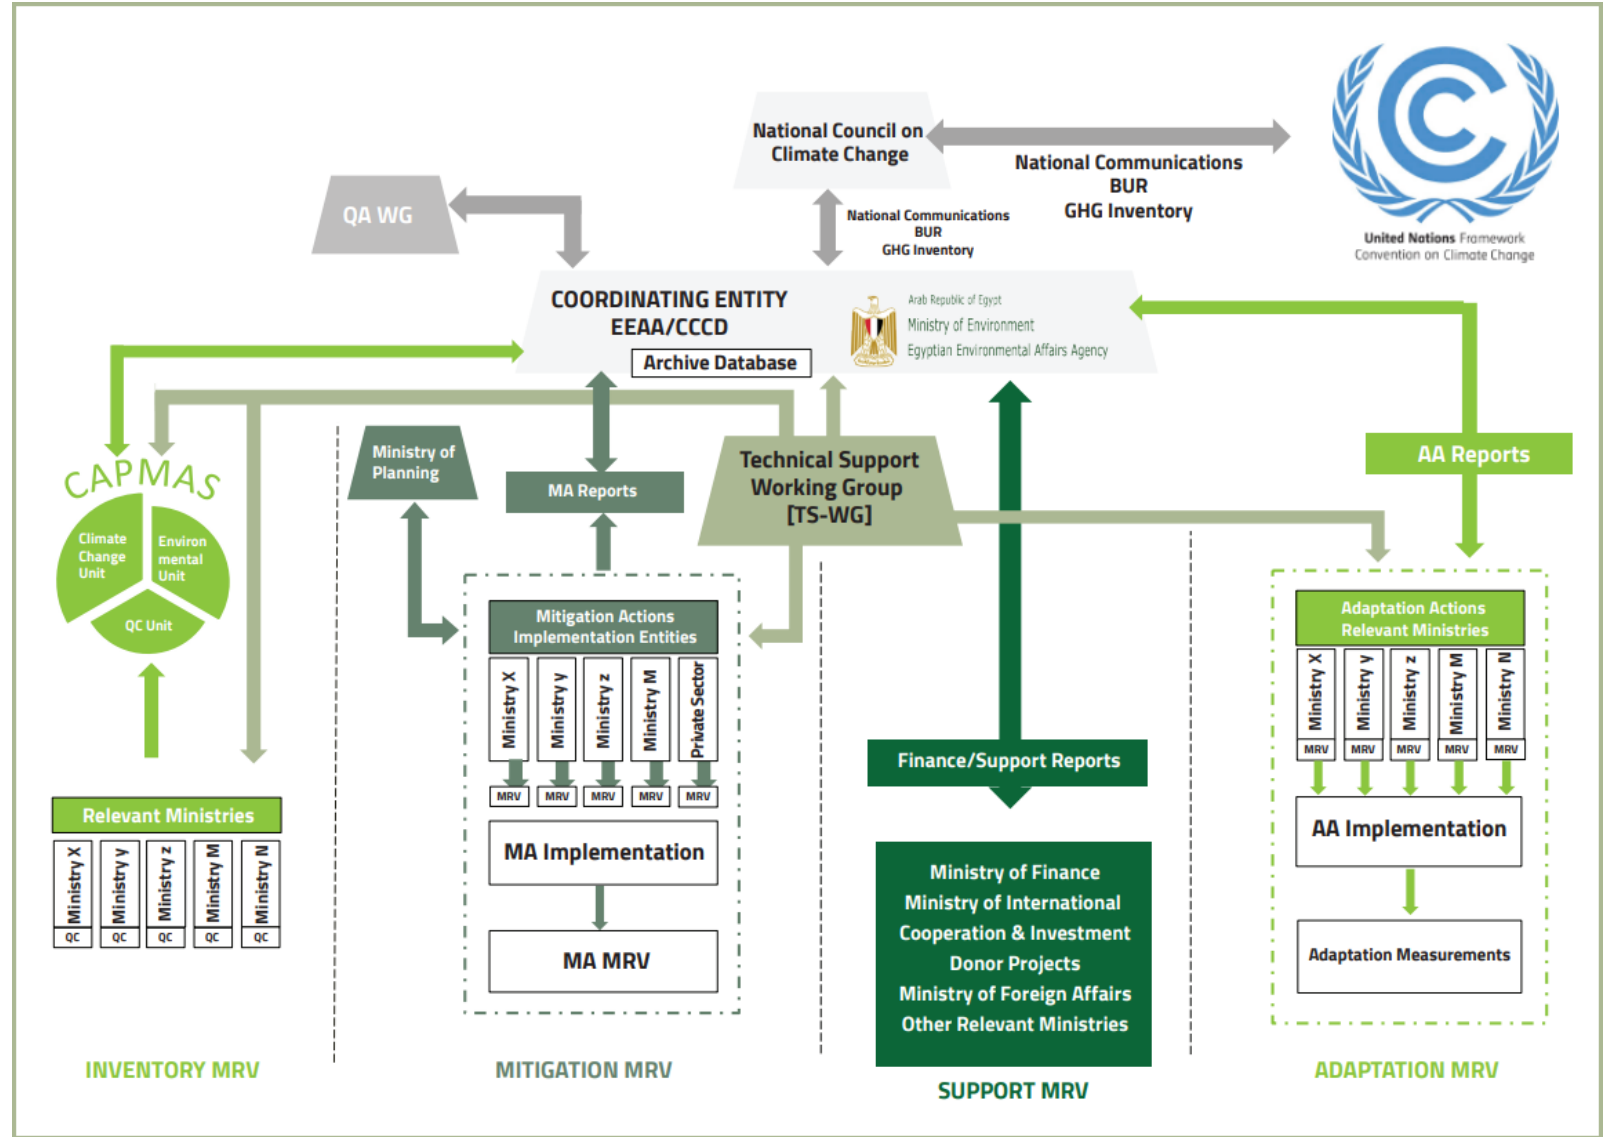 National Council on
Climate Change
National Communications
BUR
GHG Inventory
United Nations Framework
Convention on Climate Change
QA WG
National Communications
BUR
GHG Inventory
COORDINATING ENTITY
EEAA/CCCD
Archive Database
Arab Republic of Egypt
Ministry of Environment
Egyptian Environmental Affairs Agency
CAPMAS
Climate
Change
Unit
Environ
mental
Unit
QC Unit
Relevant Ministries
Ministry X
Ministry y
Ministry z
Ministry M
Ministry N
QC
QC
QC
QC
QC
INVENTORY MRV
Ministry of
Planning
MA Reports
Technical Support
Working Group
[TS-WG]
Mitigation Actions
Implementation Entities
Ministry X
Ministry y
Ministry z
Ministry M
Private Sector
MRV
MRV
MRV
MRV
MRV
MA Implementation
MA MRV
MITIGATION MRV
Finance/Support Reports
Ministry of Finance
Ministry of International
Cooperation & Investment
Donor Projects
Ministry of Foreign Affairs
Other Relevant Ministries
SUPPORT MRV
AA Reports
Adaptation Actions
Relevant Ministries
Ministry X
Ministry y
Ministry z
Ministry M
Ministry N
MRV
MRV
MRV
MRV
MRV
AA Implementation
Adaptation Measurements
ADAPTATION MRV